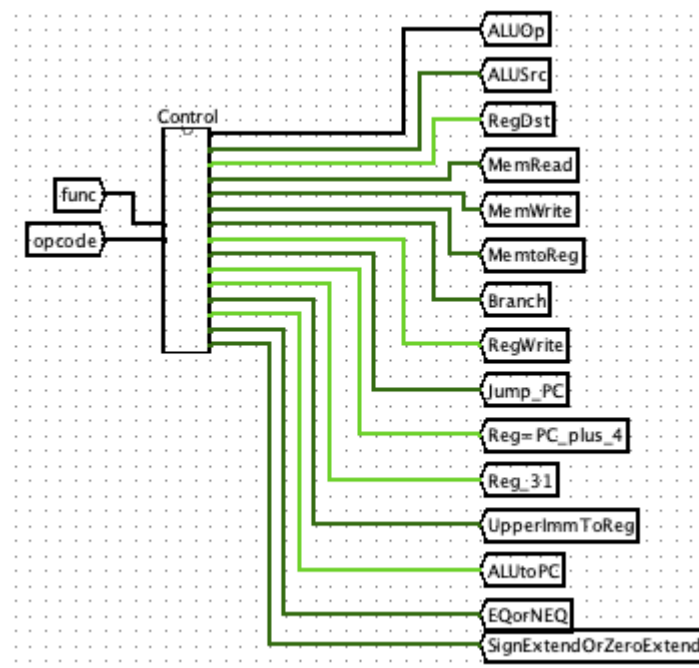 ALUOp
ALUSrc
Control
RegDst
MemRead
func
MemWrite
opcode
MemtoReg
Branch
RegWrite
Jump_PC
Reg=PC_plus_4
Reg_31
UpperImmToReg
ALUtoPC
EQorNEQ
SignExtendOrZeroExtend